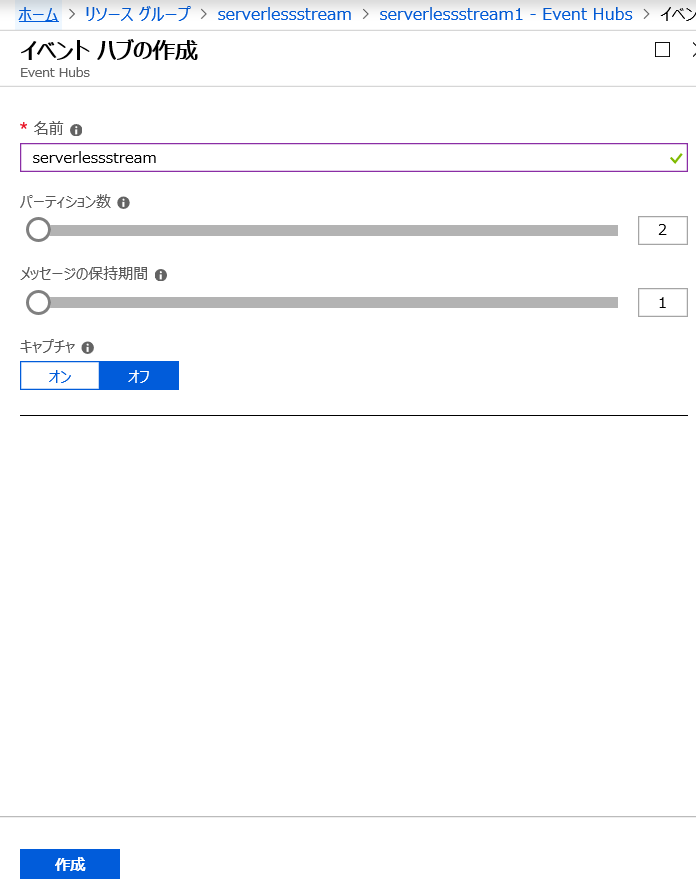 ホーム > リソース グループ > serverlessstream > serverlessstream1 - Event Hubs > イベン
イベント ハブの作成
Event Hubs
* 名前
serverlessstream
パーティション数
2
メッセージの保持期間
1
キャプチャ
オン オフ
作成